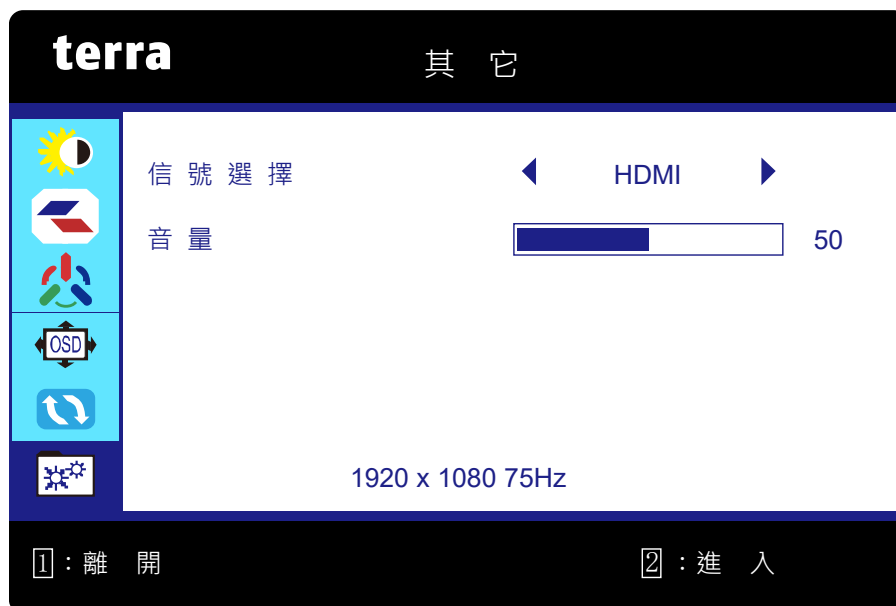 terra
其 它
信 號 選 擇 HDMI
音 量 50
OSD
1920 x 1080 75Hz
1：離 開 2：進 入